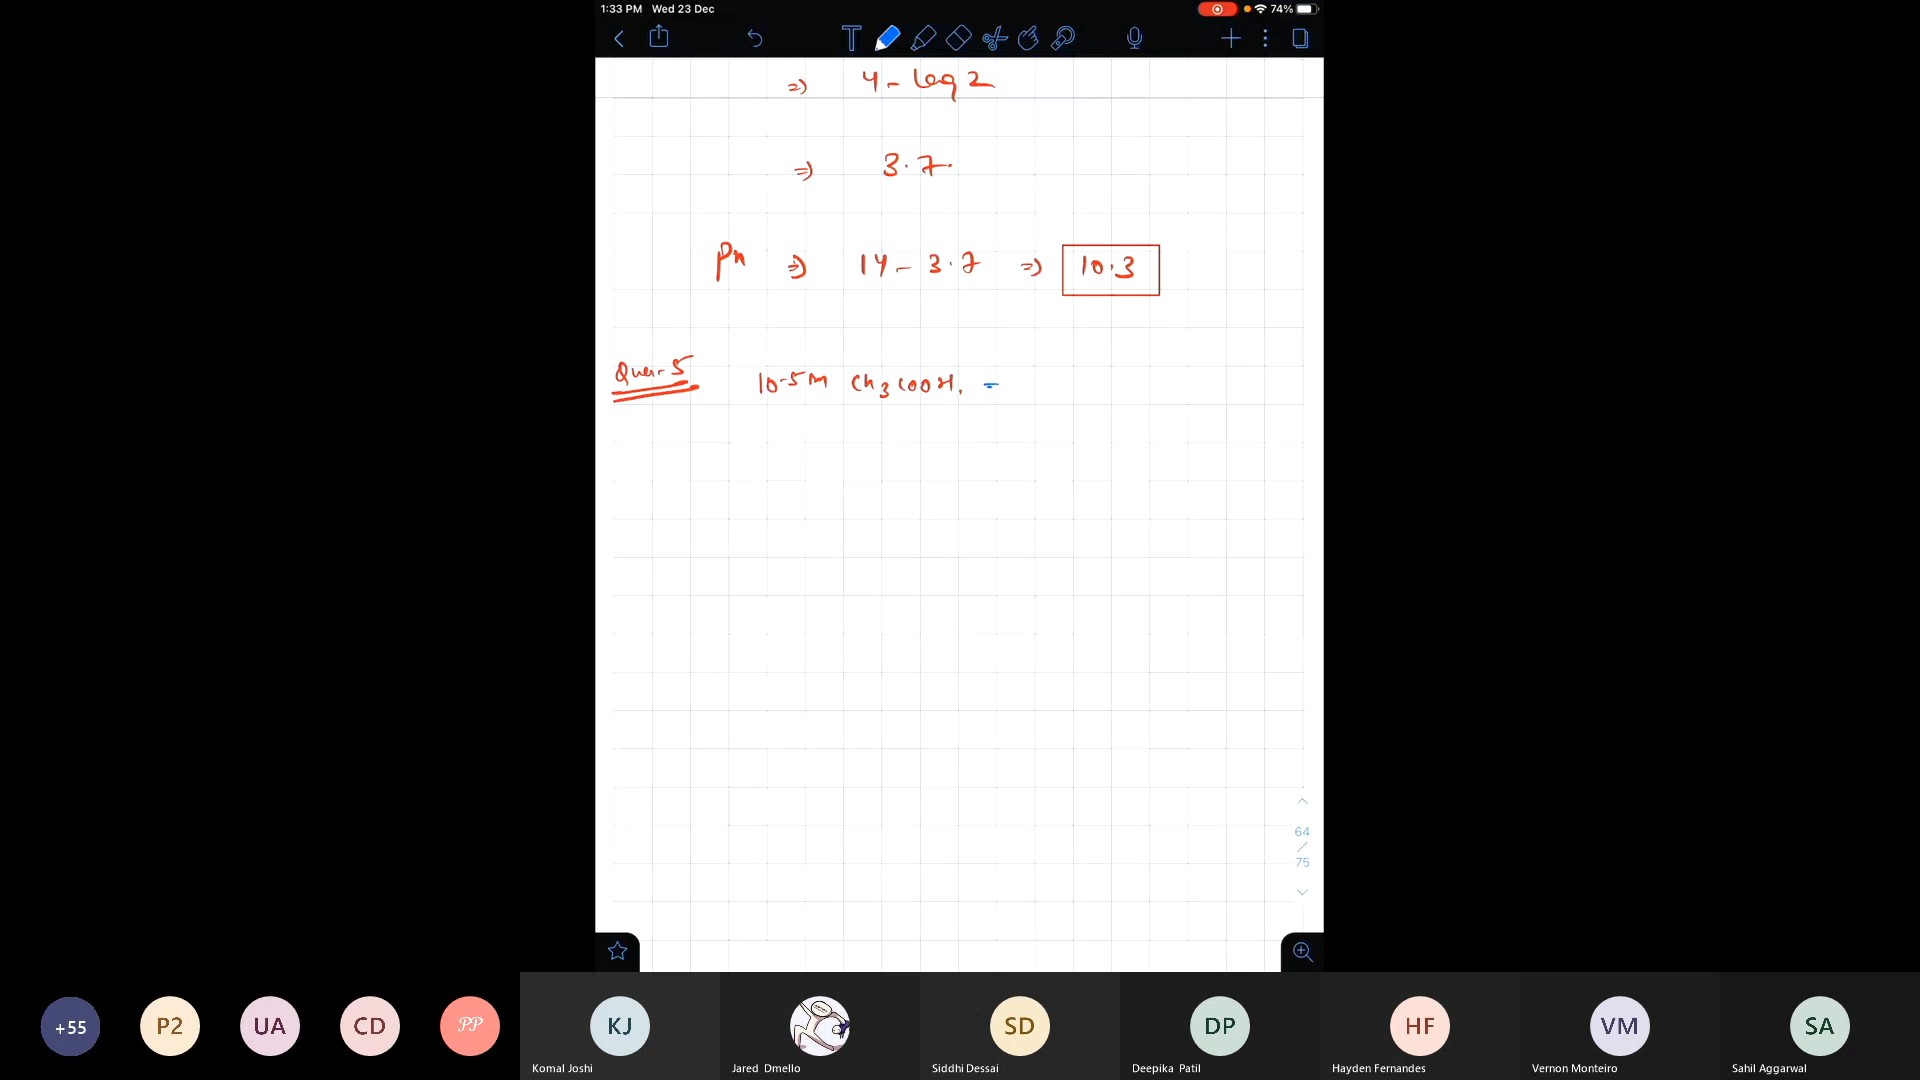 1:33 PM Wed 23 Dec 74%
⇒ 4 - log 2
⇒ 3.7
PH ⇒ 14 - 3.7 ⇒ 10.3
Ques-5 10-5M CH3COOH. =
64
/
75
+55 P2 UA CD PP KJ SD DP HF VM SA
Komal Joshi Jared Dmello Siddhi Dessai Deepika Patil Hayden Fernandes Vernon Monteiro Sahil Aggarwal